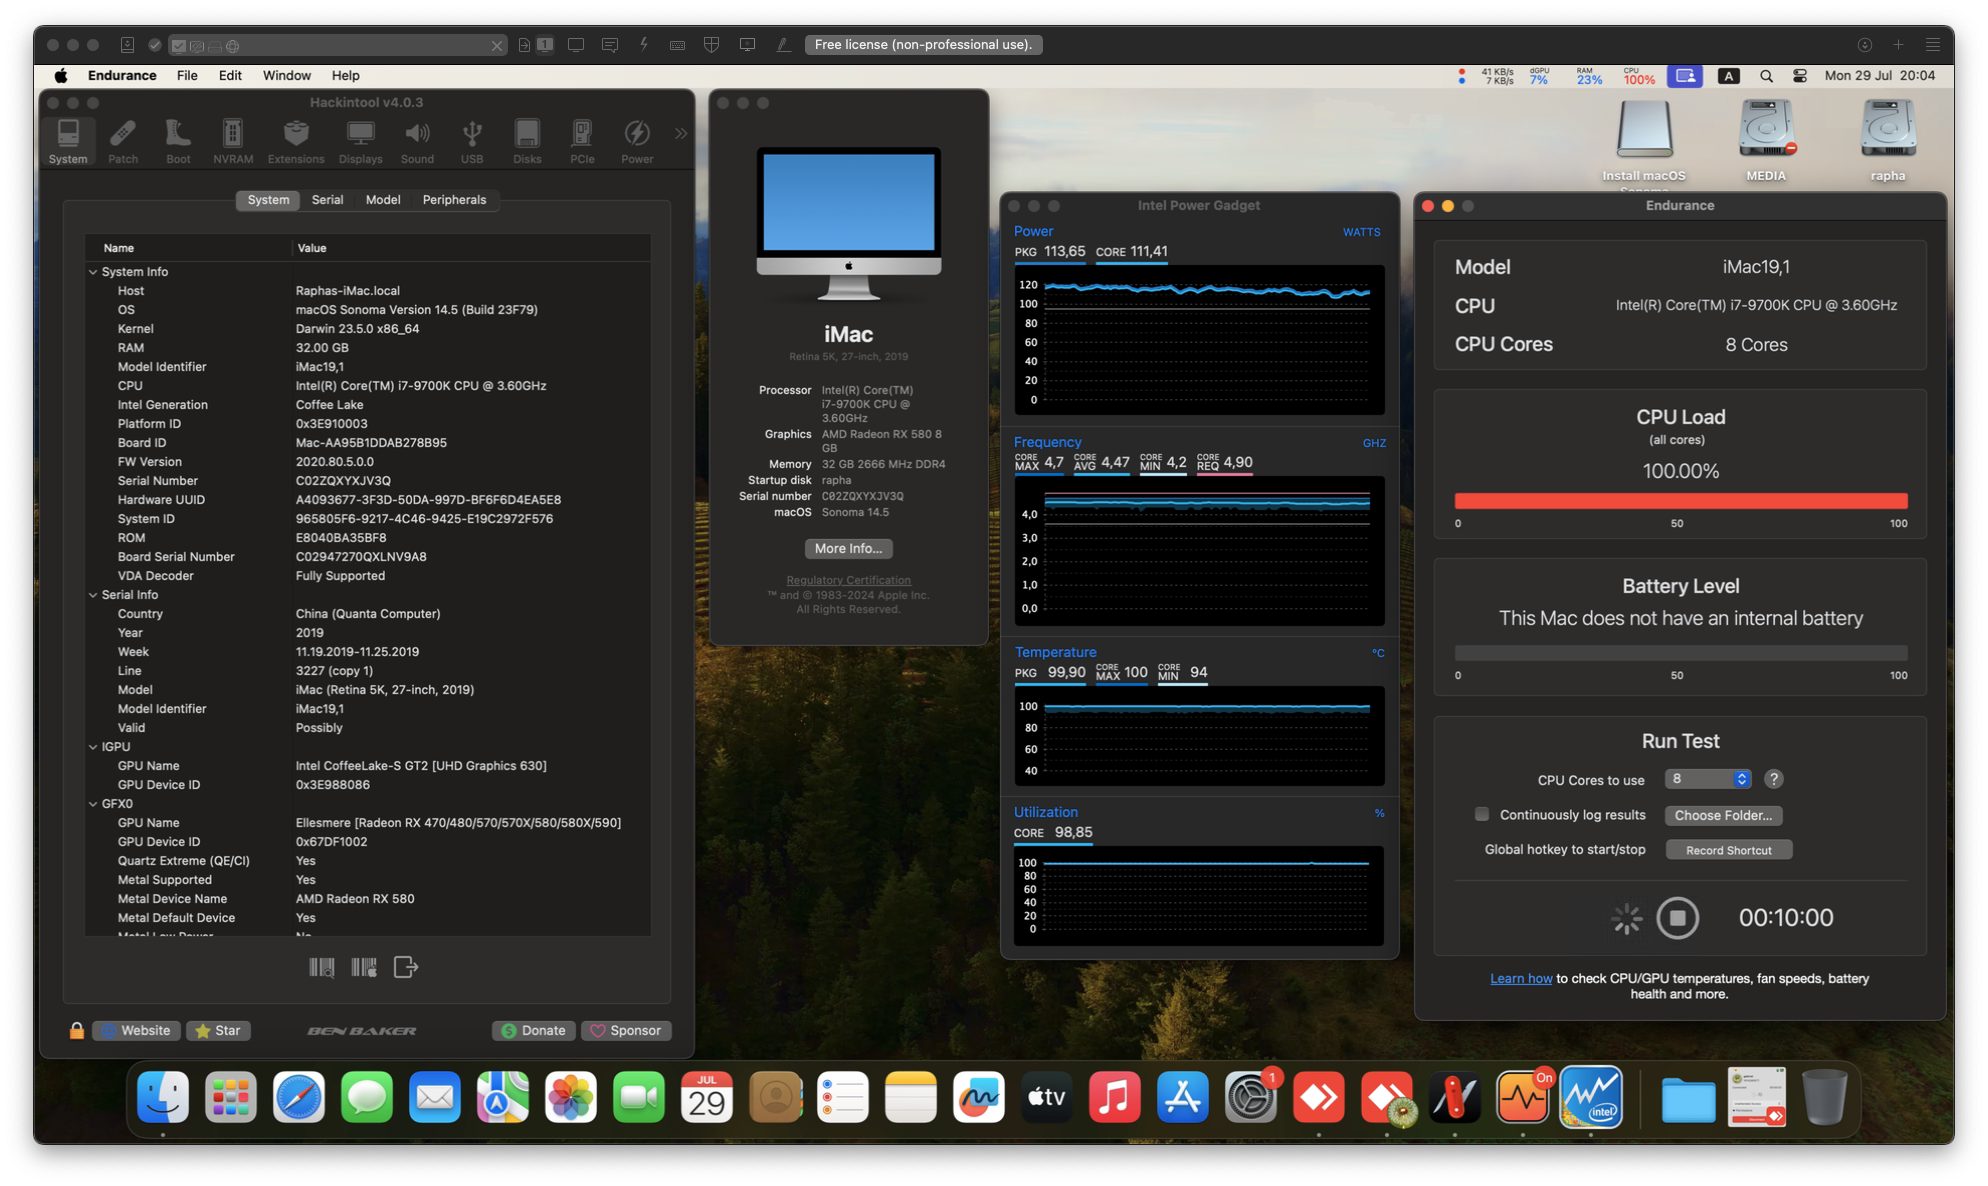 1
Free license (non-professional use).
Endurance File Edit Window Help
41 KB/s
7 KB/s
dGPU
7%
RAM
23%
CPU
100%
A
Mon 29 Jul 20:04
Install macOS
MEDIA
rapha
Hackintool v4.0.3
System Patch Boot NVRAM Extensions Displays Sound USB Disks PCIe Power
System Serial Model Peripherals
Name Value
System Info
Host Raphas-iMac.local
OS macOS Sonoma Version 14.5 (Build 23F79)
Kernel Darwin 23.5.0 x86_64
RAM 32.00 GB
Model Identifier iMac19,1
CPU Intel(R) Core(TM) i7-9700K CPU @ 3.60GHz
Intel Generation Coffee Lake
Platform ID 0x3E910003
Board ID Mac-AA95B1DDAB278B95
FW Version 2020.80.5.0.0
Serial Number C02ZQXYXJV3Q
Hardware UUID A4093677-3F3D-50DA-997D-BF6F6D4EA5E8
System ID 965805F6-9217-4C46-9425-E19C2972F576
ROM E8040BA35BF8
Board Serial Number C02947270QXLNV9A8
VDA Decoder Fully Supported
Serial Info
Country China (Quanta Computer)
Year 2019
Week 11.19.2019-11.25.2019
Line 3227 (copy 1)
Model iMac (Retina 5K, 27-inch, 2019)
Model Identifier iMac19,1
Valid Possibly
IGPU
GPU Name Intel CoffeeLake-S GT2 [UHD Graphics 630]
GPU Device ID 0x3E988086
GFX0
GPU Name Ellesmere [Radeon RX 470/480/570/570X/580/580X/590]
GPU Device ID 0x67DF1002
Quartz Extreme (QE/CI) Yes
Metal Supported Yes
Metal Device Name AMD Radeon RX 580
Metal Default Device Yes
Website Star BEN BAKER Donate Sponsor
iMac
Retina 5K, 27-inch, 2019
Processor Intel(R) Core(TM)
i7-9700K CPU @
3.60GHz
Graphics AMD Radeon RX 580 8
GB
Memory 32 GB 2666 MHz DDR4
Startup disk rapha
Serial number C02ZQXYXJV3Q
macOS Sonoma 14.5
More Info...
Regulatory Certification
™ and © 1983-2024 Apple Inc.
All Rights Reserved.
Intel Power Gadget
Power WATTS
PKG 113,65 CORE 111,41
120
100
80
60
40
20
0
Frequency GHZ
CORE MAX 4,7 CORE AVG 4,47 CORE MIN 4,2 CORE REQ 4,90
4,0
3,0
2,0
1,0
0,0
Temperature °C
PKG 99,90 CORE MAX 100 CORE MIN 94
100
80
60
40
Utilization %
CORE 98,85
100
80
60
40
20
0
Endurance
Model iMac19,1
CPU Intel(R) Core(TM) i7-9700K CPU @ 3.60GHz
CPU Cores 8 Cores
CPU Load
(all cores)
100.00%
0 50 100
Battery Level
This Mac does not have an internal battery
0 50 100
Run Test
CPU Cores to use 8 ?
Continuously log results Choose Folder...
Global hotkey to start/stop Record Shortcut
00:10:00
Learn how to check CPU/GPU temperatures, fan speeds, battery
health and more.
JUL
29
tv
1
On
intel